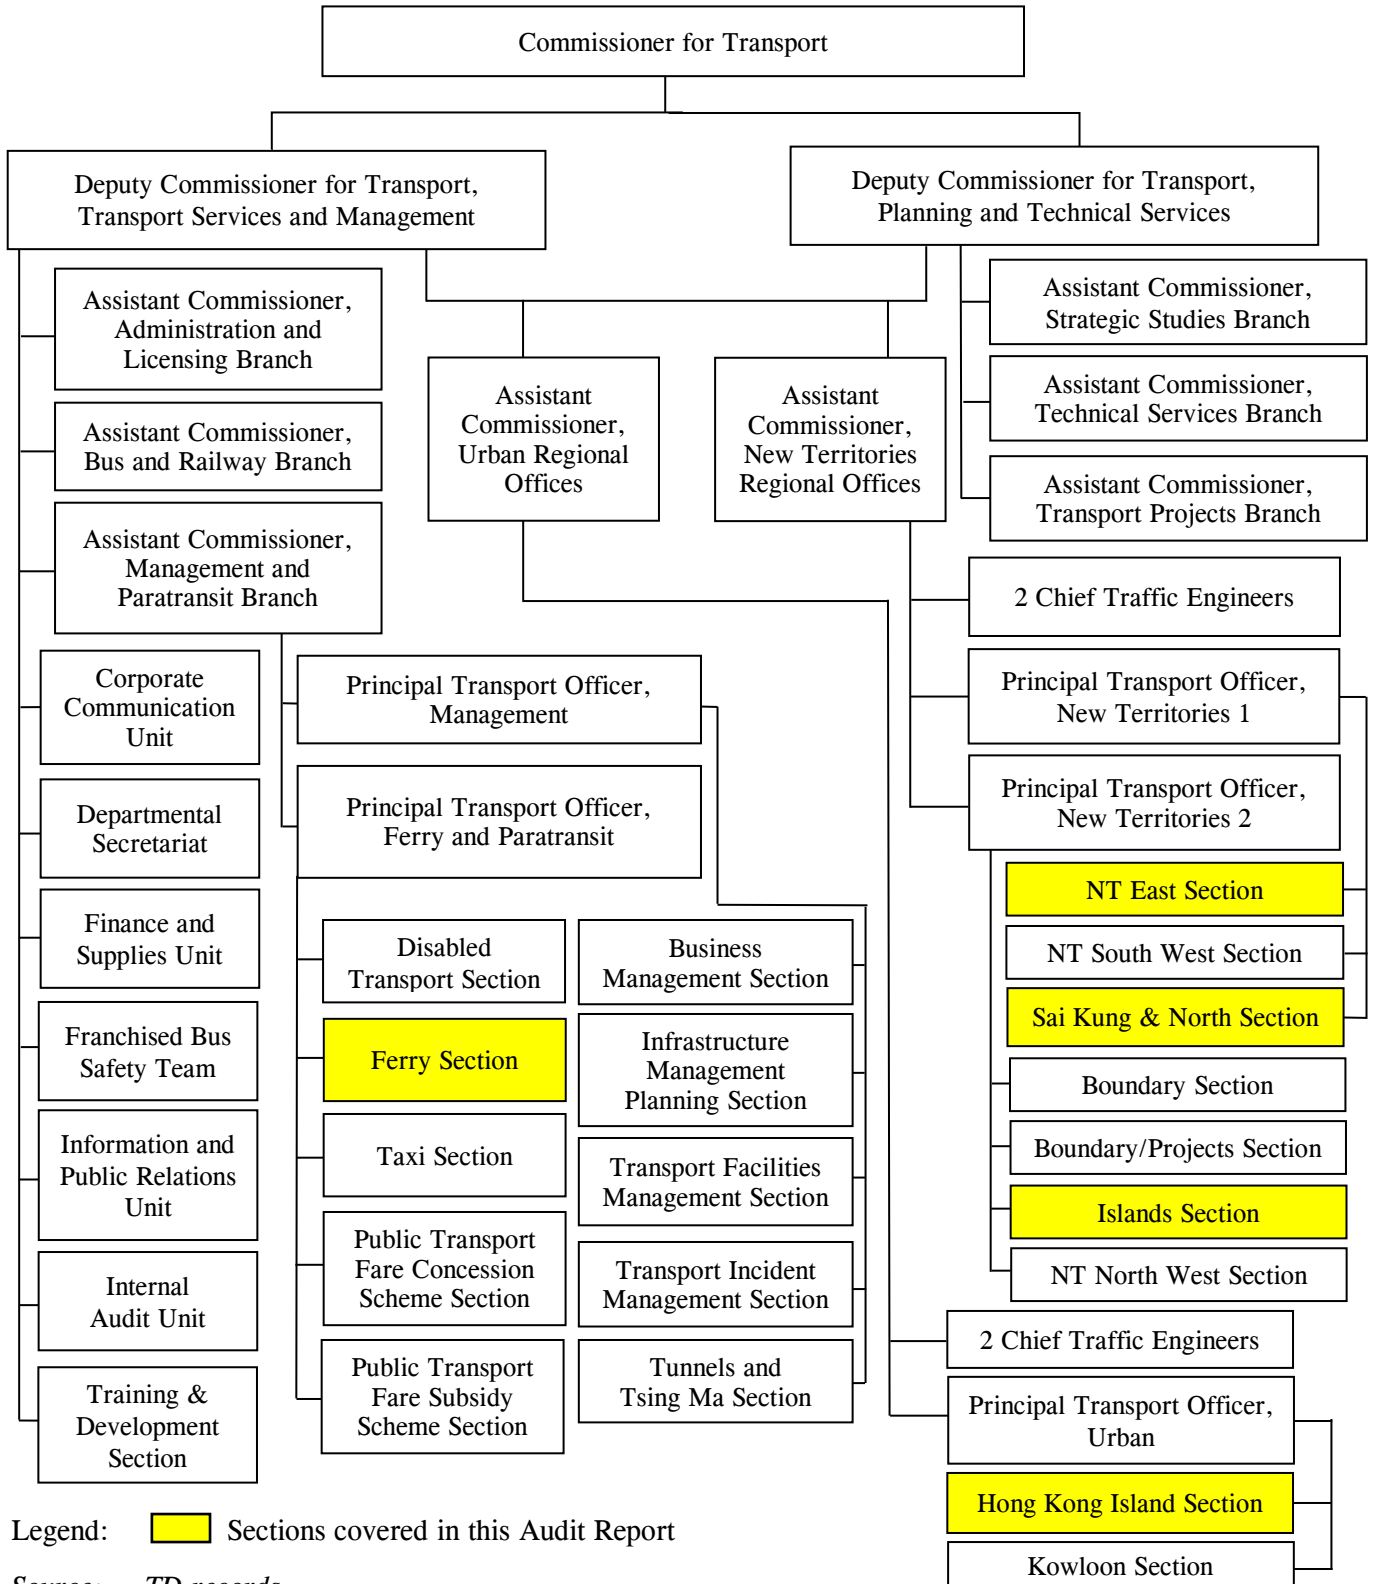 Commissioner for Transport
Deputy Commissioner for Transport,
Transport Services and Management
Deputy Commissioner for Transport,
Planning and Technical Services
Assistant Commissioner,
Administration and
Licensing Branch
Assistant Commissioner,
Bus and Railway Branch
Assistant Commissioner,
Management and
Paratransit Branch
Corporate
Communication
Unit
Departmental
Secretariat
Finance and
Supplies Unit
Franchised Bus
Safety Team
Information and
Public Relations
Unit
Internal
Audit Unit
Training &
Development
Section
Principal Transport Officer,
Management
Principal Transport Officer,
Ferry and Paratransit
Disabled
Transport Section
Ferry Section
Taxi Section
Public Transport
Fare Concession
Scheme Section
Public Transport
Fare Subsidy
Scheme Section
Business
Management Section
Infrastructure
Management
Planning Section
Transport Facilities
Management Section
Transport Incident
Management Section
Tunnels and
Tsing Ma Section
Assistant
Commissioner,
Urban Regional
Offices
Assistant
Commissioner,
New Territories
Regional Offices
Assistant Commissioner,
Strategic Studies Branch
Assistant Commissioner,
Technical Services Branch
Assistant Commissioner,
Transport Projects Branch
2 Chief Traffic Engineers
Principal Transport Officer,
New Territories 1
Principal Transport Officer,
New Territories 2
NT East Section
NT South West Section
Sai Kung & North Section
Boundary Section
Boundary/Projects Section
Islands Section
NT North West Section
2 Chief Traffic Engineers
Principal Transport Officer,
Urban
Hong Kong Island Section
Kowloon Section
Legend: Sections covered in this Audit Report
Source: TD records